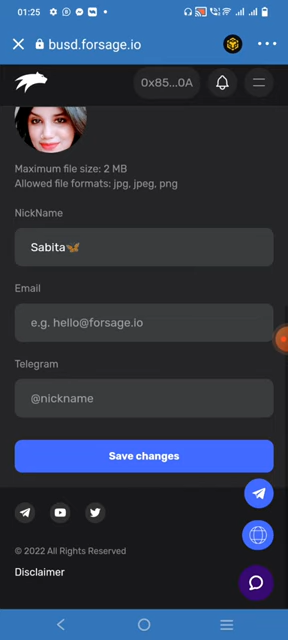 01:25
busd.forsage.io
0x85...0A
Maximum file size: 2 MB
Allowed file formats: jpg, jpeg, png
NickName
Sabita🦋
Email
e.g. hello@forsage.io
Telegram
@nickname
Save changes
© 2022 All Rights Reserved
Disclaimer